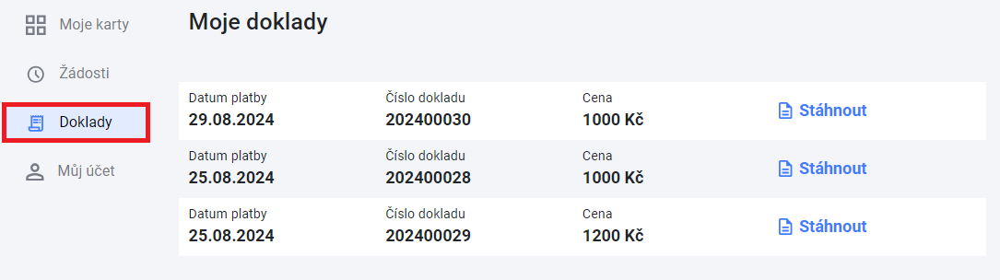 Moje karty
Žádosti
Doklady
Můj účet
Moje doklady
Datum platby Číslo dokladu Cena
29.08.2024 202400030 1000 Kč Stáhnout
Datum platby Číslo dokladu Cena
25.08.2024 202400028 1000 Kč Stáhnout
Datum platby Číslo dokladu Cena
25.08.2024 202400029 1200 Kč Stáhnout